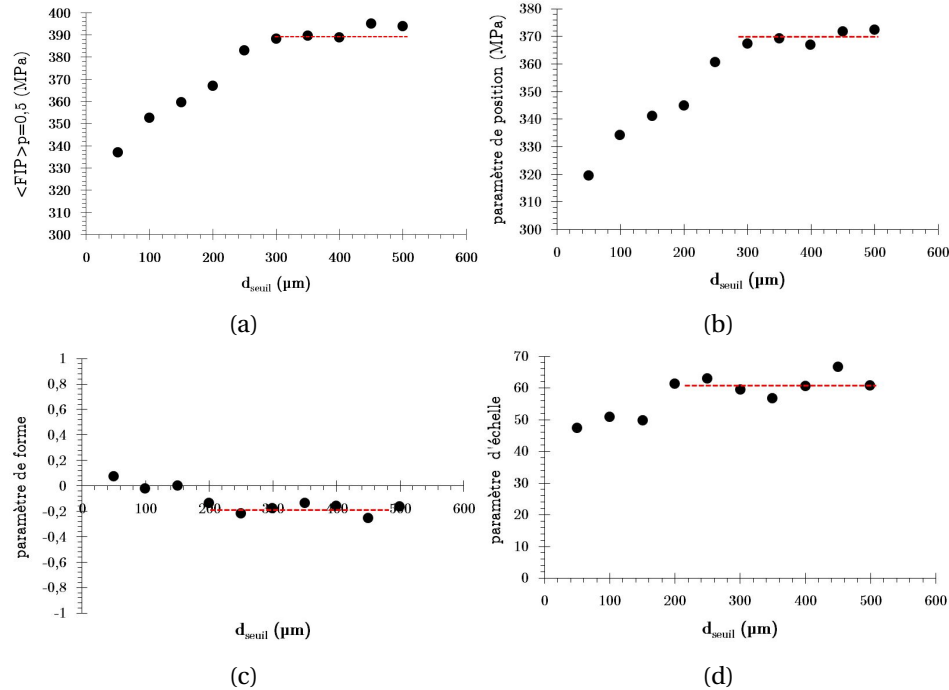 400
390
380
370
360
350
340
330
320
310
300
0 100 200 300 400 500 600
<FIP>p=0,5 (MPa)
d_seuil (µm)
(a)
380
370
360
350
340
330
320
310
300
0 100 200 300 400 500 600
paramètre de position (MPa)
d_seuil (µm)
(b)
1
0,8
0,6
0,4
0,2
0
-0,2
-0,4
-0,6
-0,8
-1
0 100 200 300 400 500 600
paramètre de forme
d_seuil (µm)
(c)
70
60
50
40
30
20
10
0
0 100 200 300 400 500 600
paramètre d'échelle
d_seuil (µm)
(d)